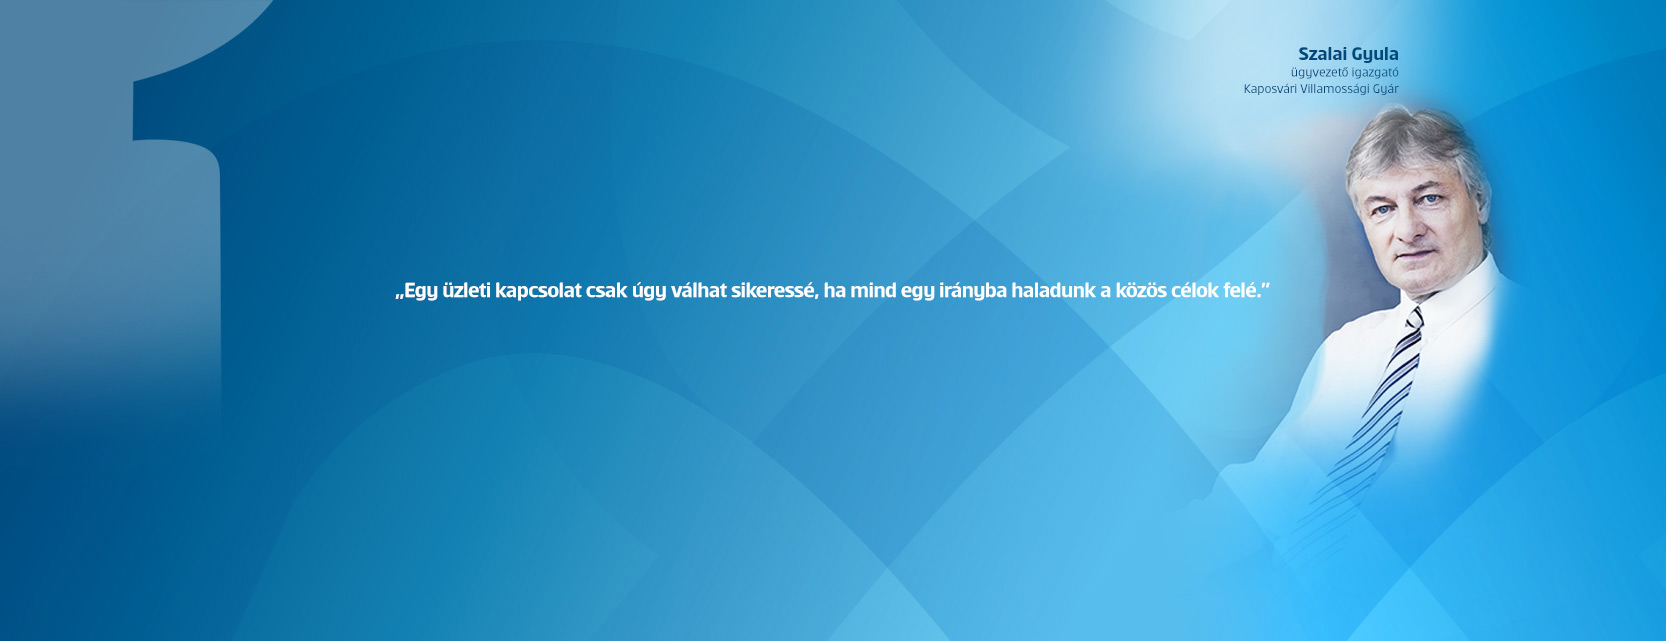 Szalai Gyula
ügyvezető igazgató
Kaposvári Villamossági Gyár
„Egy üzleti kapcsolat csak úgy válhat sikeressé, ha mind egy irányba haladunk a közös célok felé.”